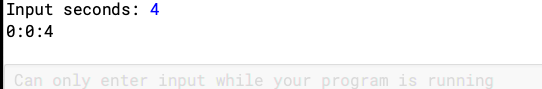 Input seconds: 4
0:0:4
Can only enter input while your program is running